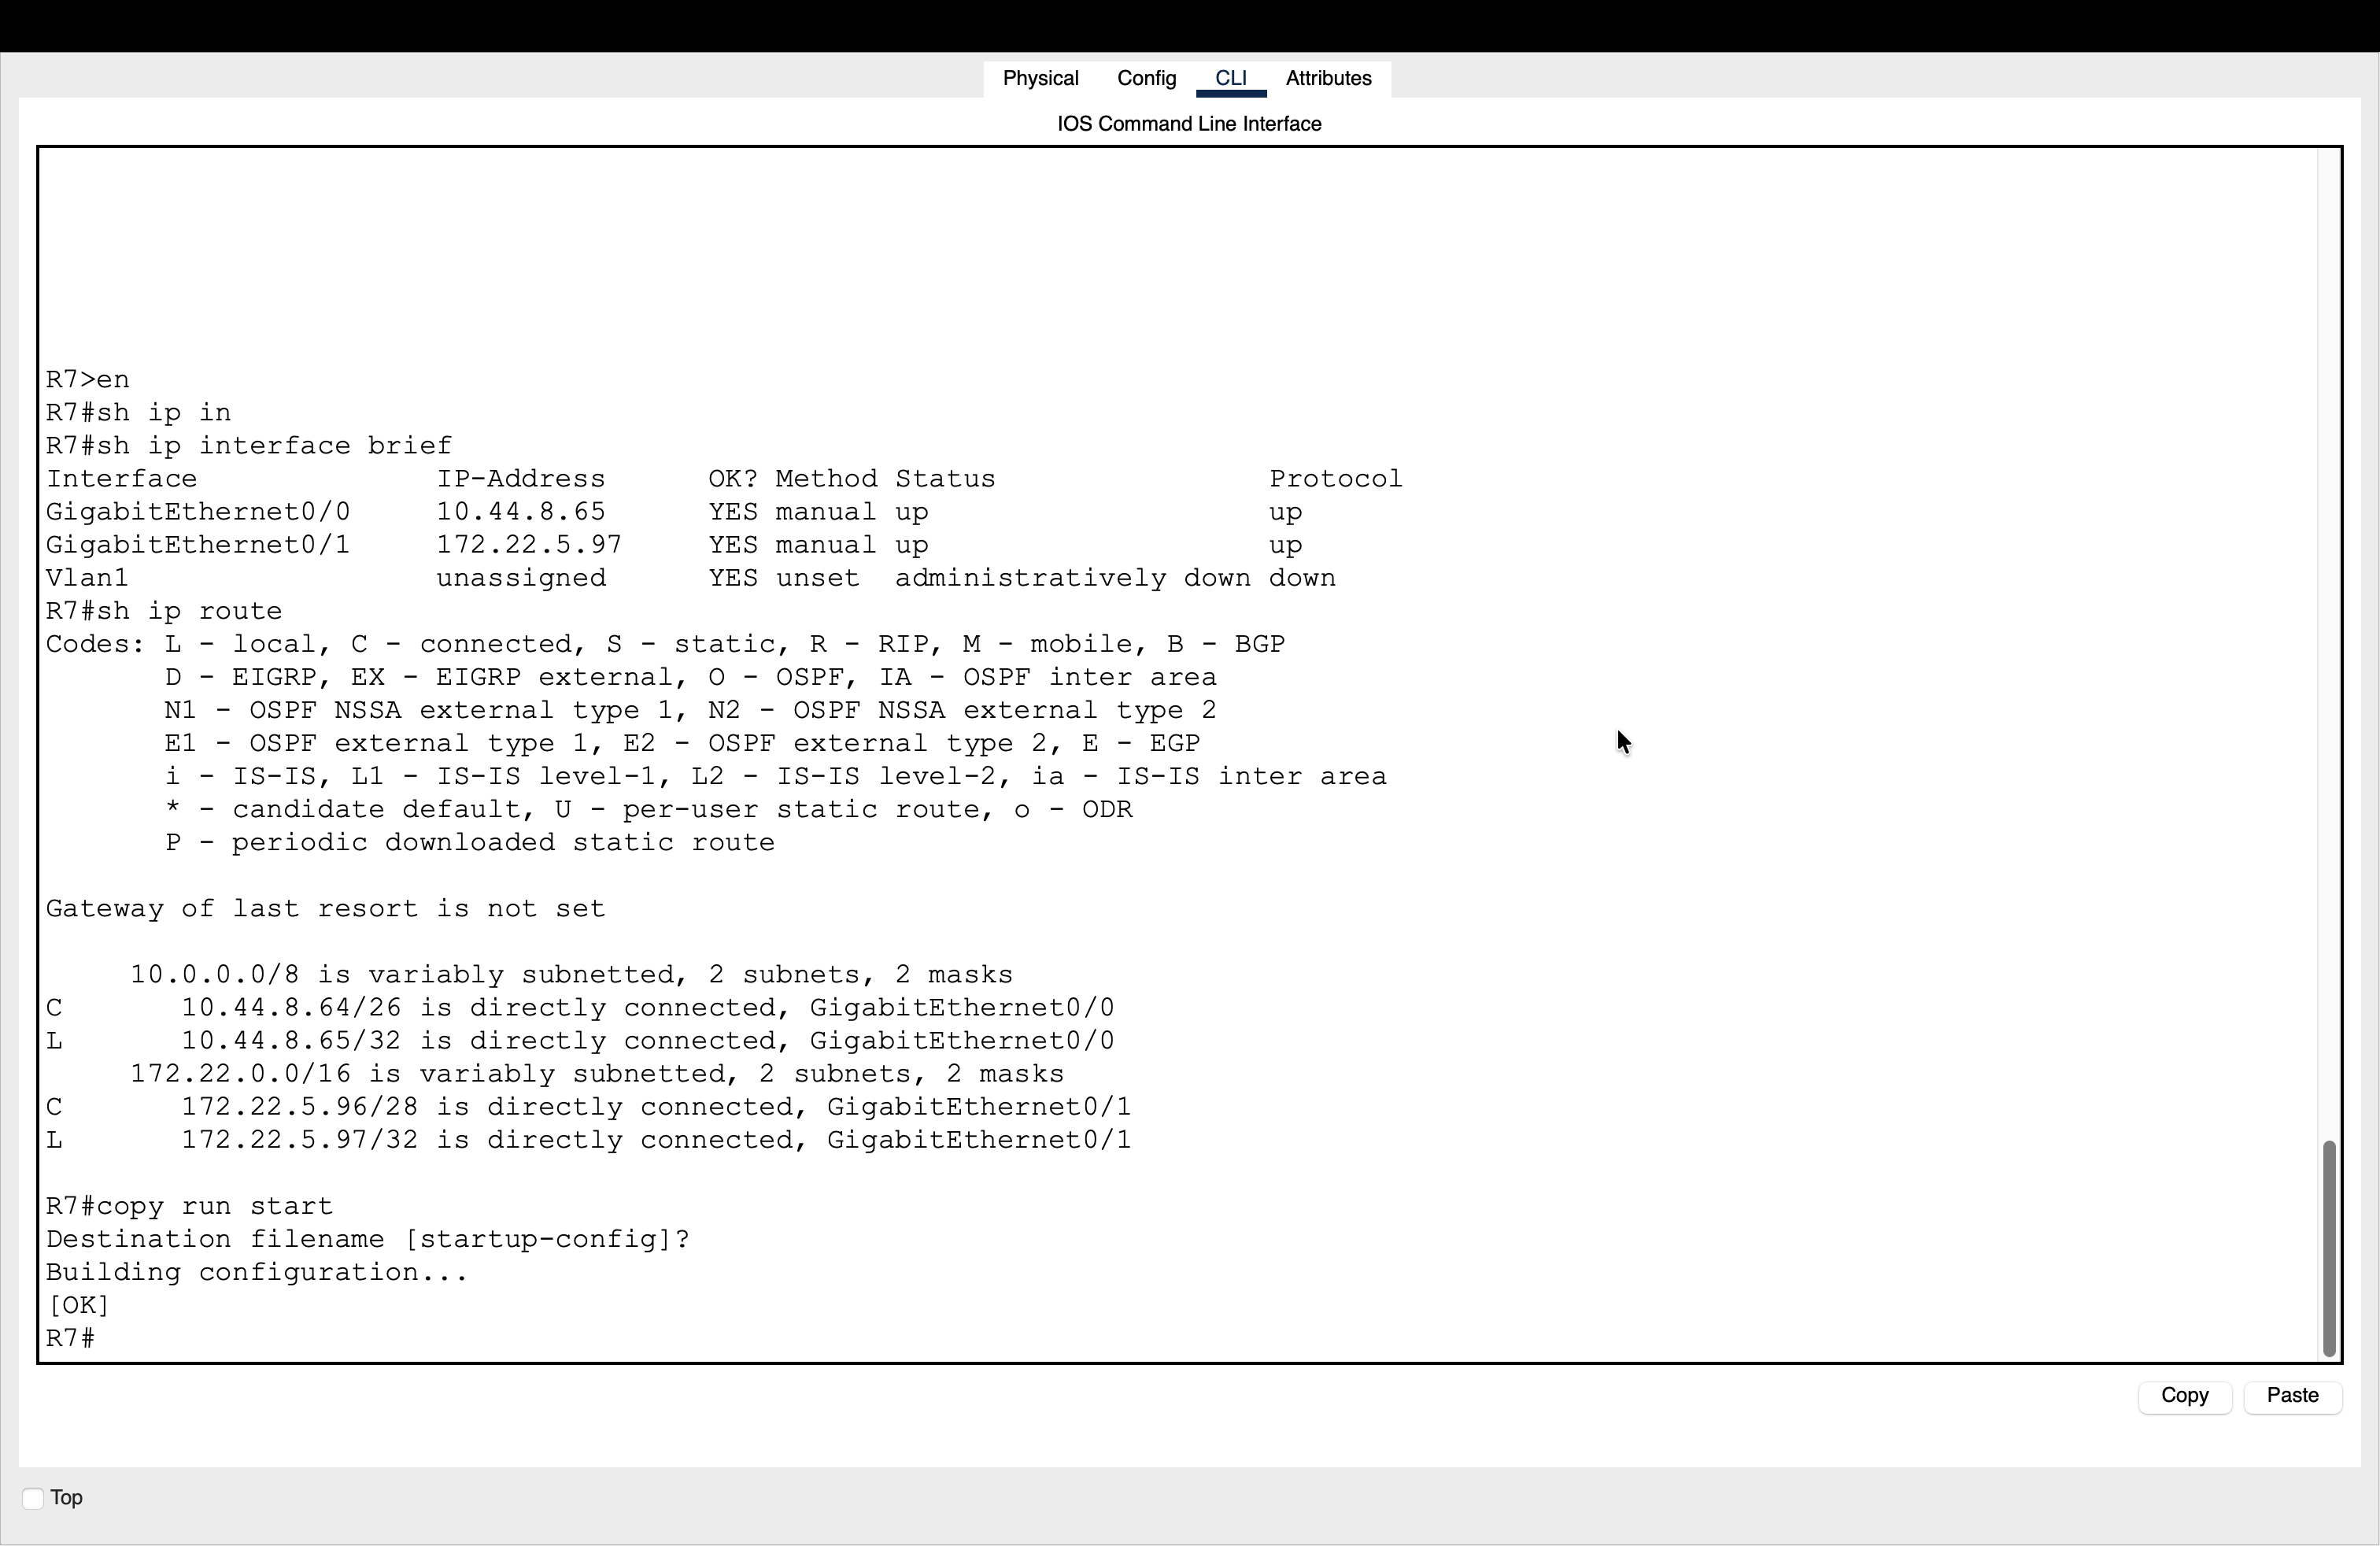 Physical Config CLI Attributes
IOS Command Line Interface
R7>en
R7#sh ip in
R7#sh ip interface brief
Interface              IP-Address      OK? Method Status                Protocol
GigabitEthernet0/0     10.44.8.65      YES manual up                    up
GigabitEthernet0/1     172.22.5.97     YES manual up                    up
Vlan1                  unassigned      YES unset  administratively down down
R7#sh ip route
Codes: L - local, C - connected, S - static, R - RIP, M - mobile, B - BGP
       D - EIGRP, EX - EIGRP external, O - OSPF, IA - OSPF inter area
       N1 - OSPF NSSA external type 1, N2 - OSPF NSSA external type 2
       E1 - OSPF external type 1, E2 - OSPF external type 2, E - EGP
       i - IS-IS, L1 - IS-IS level-1, L2 - IS-IS level-2, ia - IS-IS inter area
       * - candidate default, U - per-user static route, o - ODR
       P - periodic downloaded static route
Gateway of last resort is not set
     10.0.0.0/8 is variably subnetted, 2 subnets, 2 masks
C       10.44.8.64/26 is directly connected, GigabitEthernet0/0
L       10.44.8.65/32 is directly connected, GigabitEthernet0/0
     172.22.0.0/16 is variably subnetted, 2 subnets, 2 masks
C       172.22.5.96/28 is directly connected, GigabitEthernet0/1
L       172.22.5.97/32 is directly connected, GigabitEthernet0/1
R7#copy run start
Destination filename [startup-config]?
Building configuration...
[OK]
R7#
Copy Paste
Top